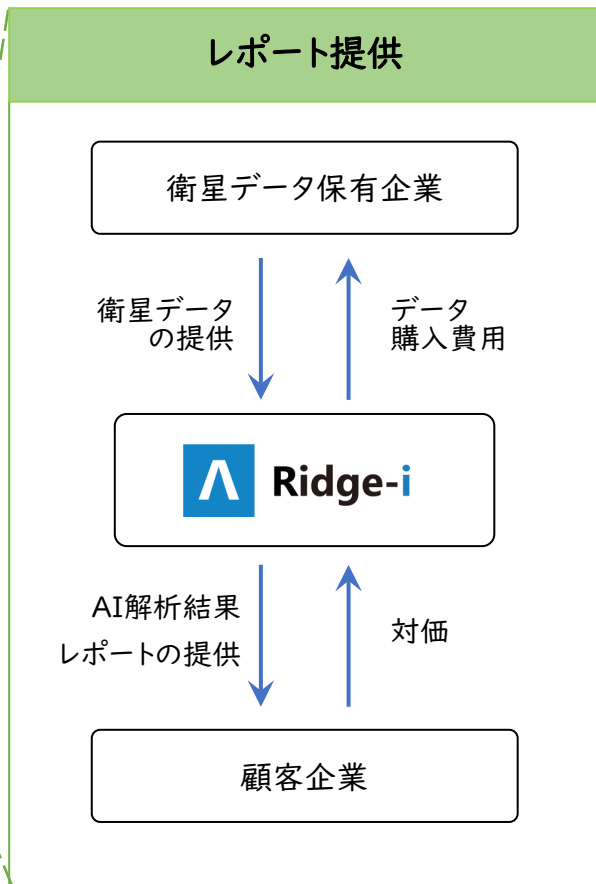 レポート提供
衛星データ保有企業
衛星データ
の提供
データ
購入費用
Ridge-i
AI解析結果
レポートの提供
対価
顧客企業